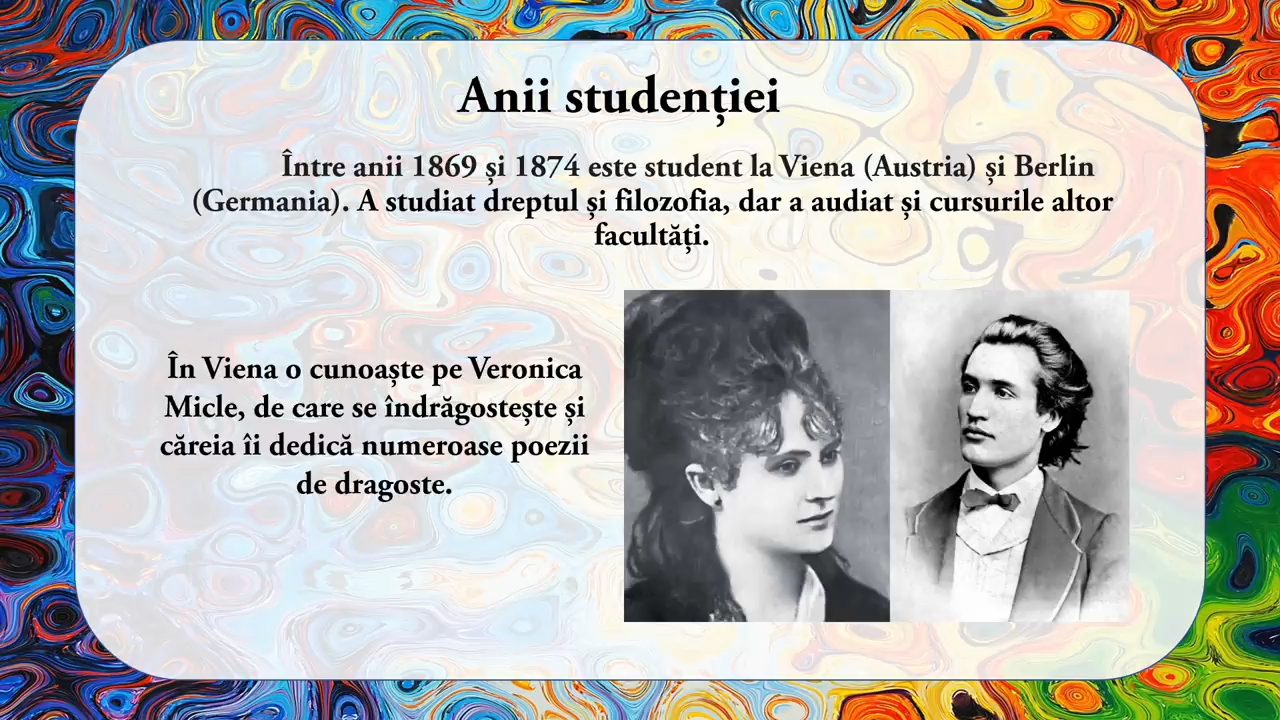 Anii studenției
Între anii 1869 și 1874 este student la Viena (Austria) și Berlin
(Germania). A studiat dreptul și filozofia, dar a audiat și cursurile altor
facultăți.
În Viena o cunoaște pe Veronica
Micle, de care se îndrăgostește și
căreia îi dedică numeroase poezii
de dragoste.